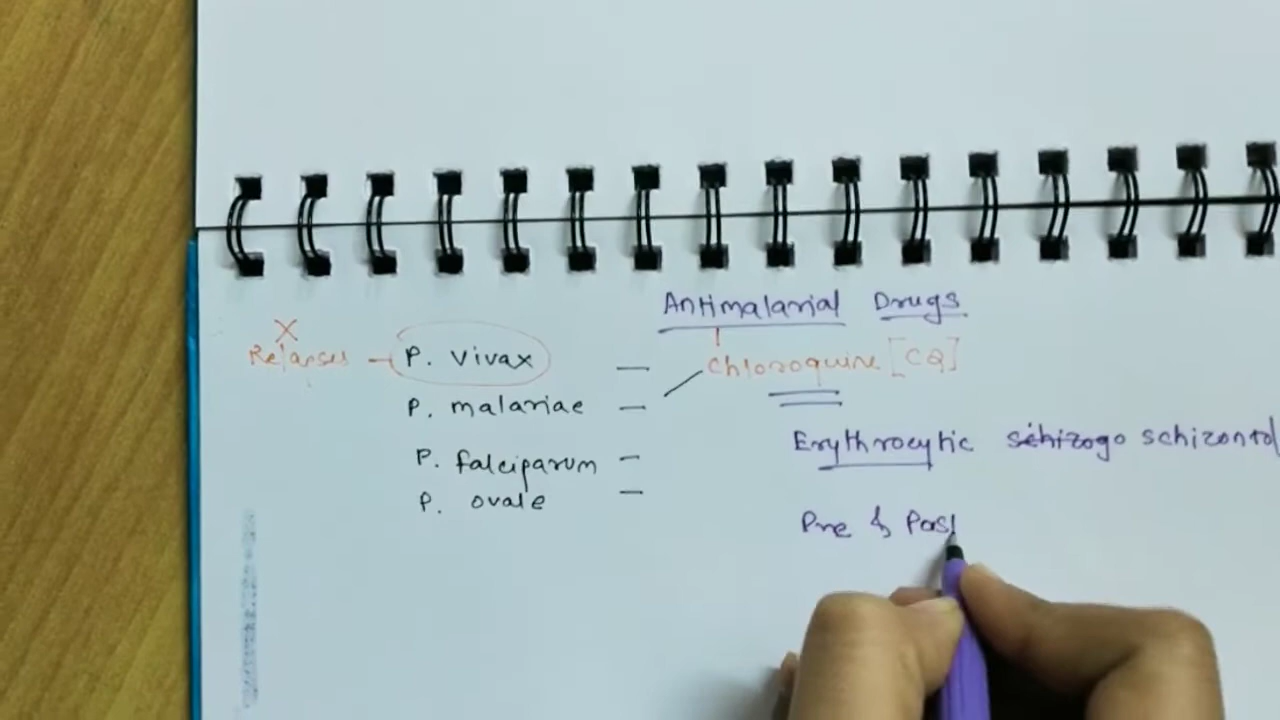 Antimalarial Drugs
X
Relapses – P. vivax – Chloroquine [CQ]
P. malariae –
Erythrocytic schizogo schizontol
P. falciparum –
P. ovale –
Pre & Post